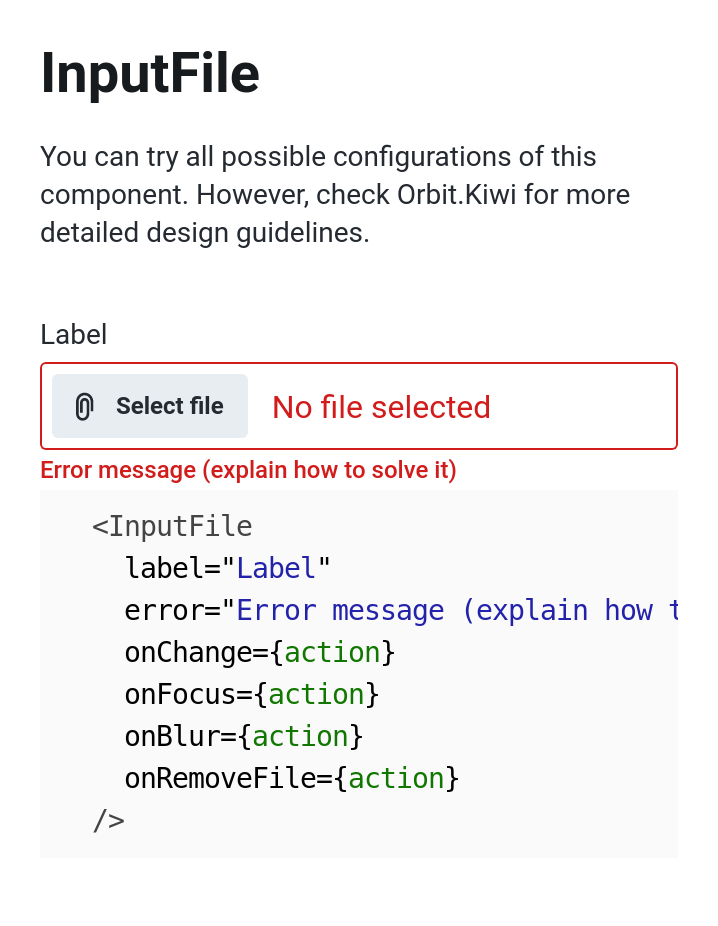 InputFile
You can try all possible configurations of this
component. However, check Orbit.Kiwi for more
detailed design guidelines.
Label
Select file No file selected
Error message (explain how to solve it)
<InputFile
label="Label"
error="Error message (explain how t
onChange={action}
onFocus={action}
onBlur={action}
onRemoveFile={action}
/>